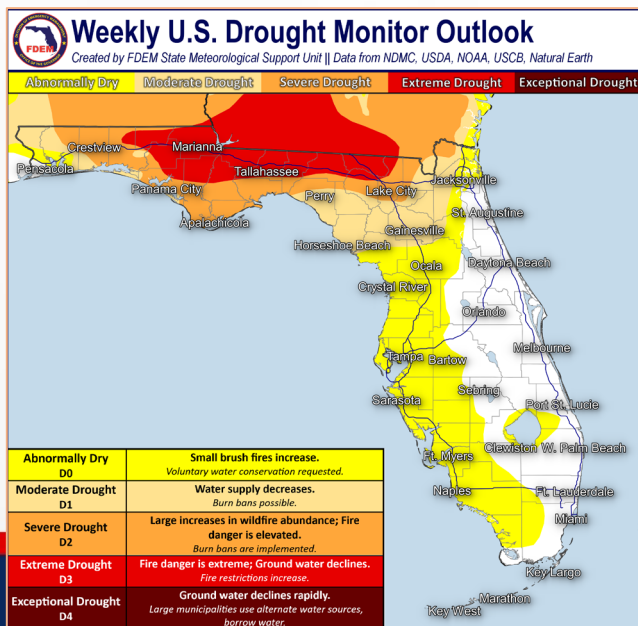 FDEM
Weekly U.S. Drought Monitor Outlook
Created by FDEM State Meteorological Support Unit || Data from NDMC, USDA, NOAA, USCB, Natural Earth
Abnormally Dry Moderate Drought Severe Drought Extreme Drought Exceptional Drought
Crestview
Marianna
Pensacola
Tallahassee
Panama City
Perry
Lake City
Jacksonville
Apalachicola
St. Augustine
Gainesville
Horseshoe Beach
Ocala
Daytona Beach
Crystal River
Orlando
Melbourne
Tampa
Bartow
Sebring
Sarasota
Port St. Lucie
Clewiston
W. Palm Beach
Ft. Myers
Naples
Ft. Lauderdale
Miami
Key Largo
Marathon
Key West
Abnormally Dry
D0
Small brush fires increase.
Voluntary water conservation requested.
Moderate Drought
D1
Water supply decreases.
Burn bans possible.
Severe Drought
D2
Large increases in wildfire abundance; Fire
danger is elevated.
Burn bans are implemented.
Extreme Drought
D3
Fire danger is extreme; Ground water declines.
Fire restrictions increase.
Exceptional Drought
D4
Ground water declines rapidly.
Large municipalities use alternate water sources,
borrow water.